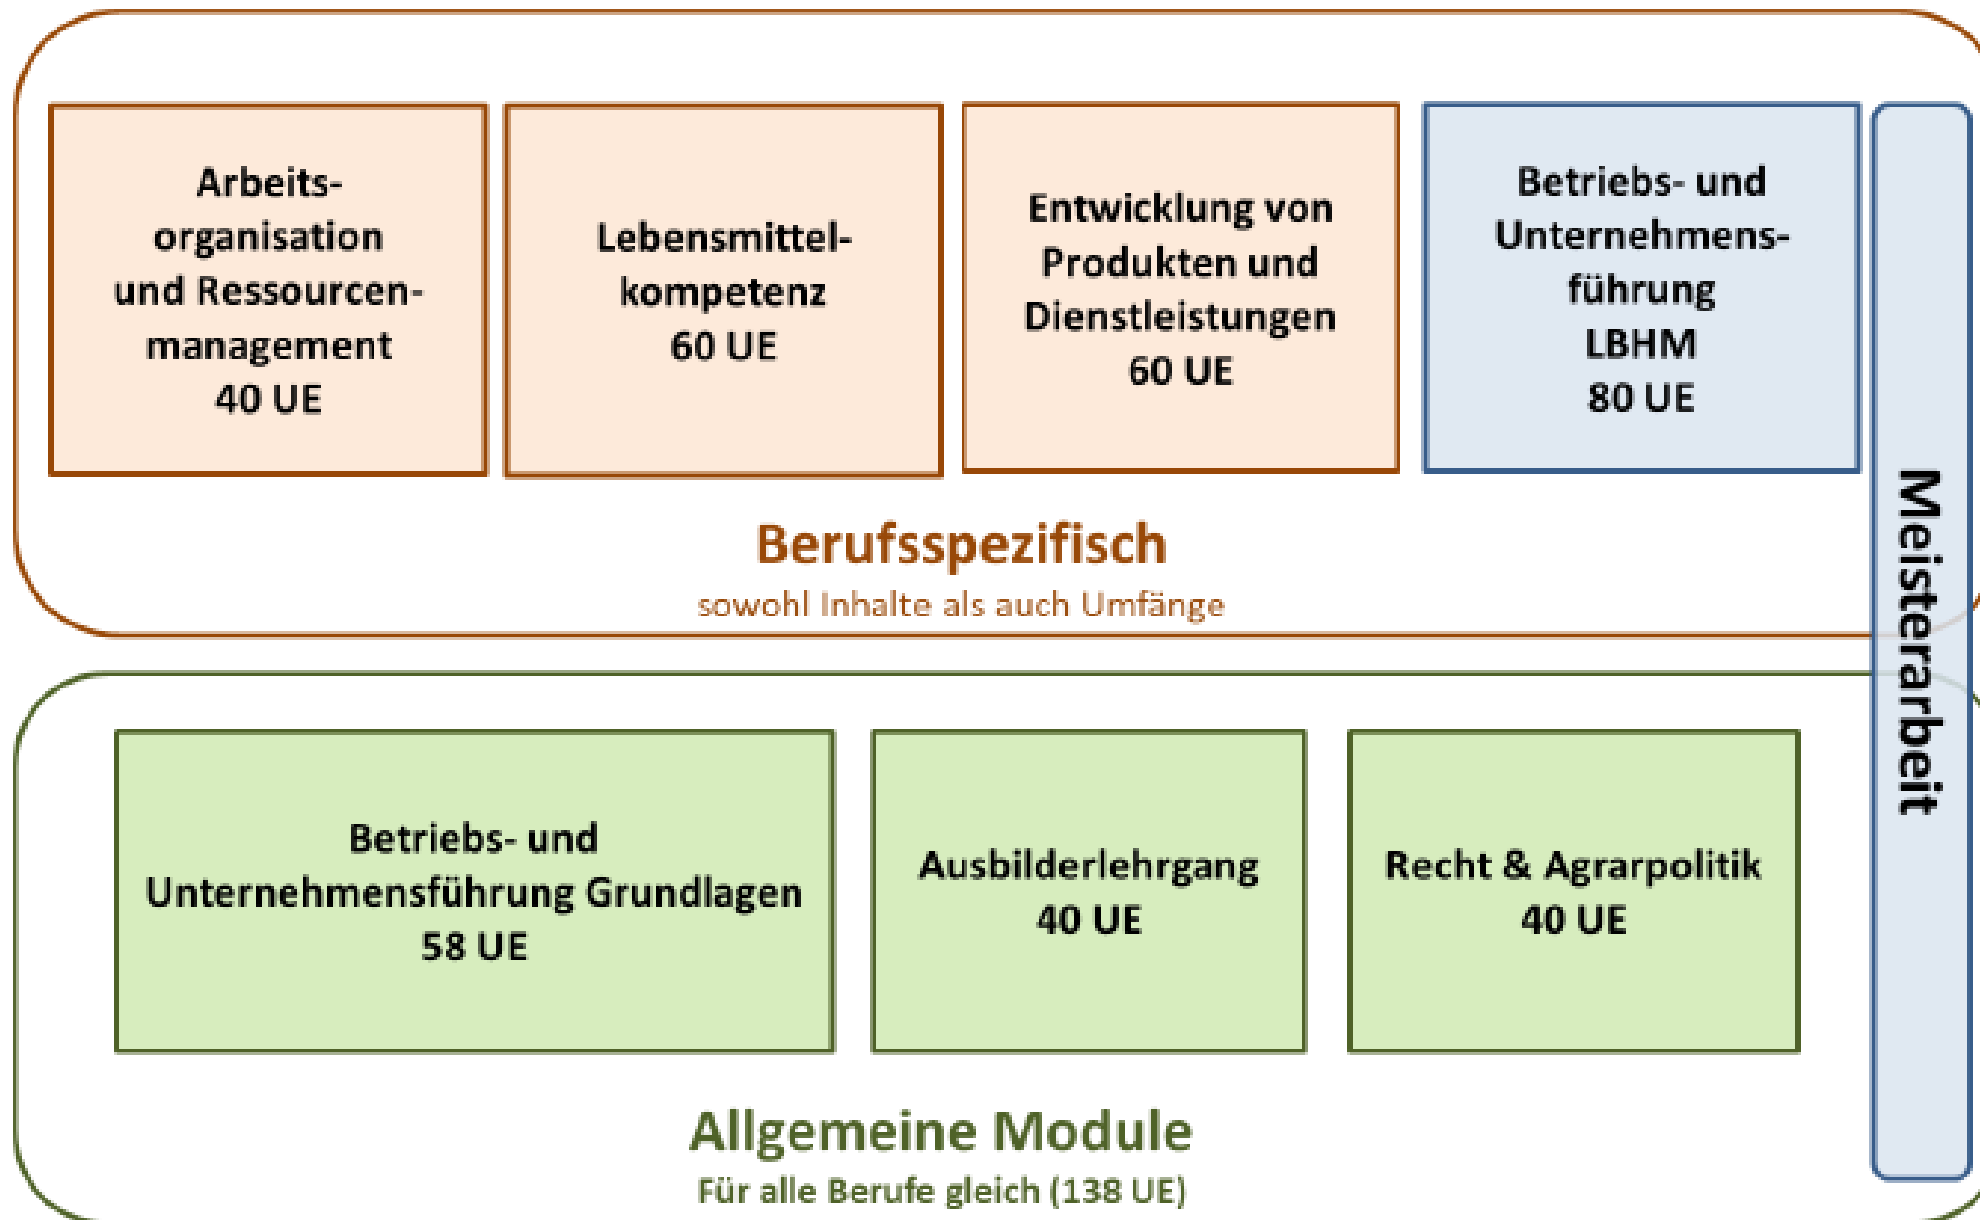 Arbeits-
organisation
und Ressourcen-
management
40 UE
Lebensmittel-
kompetenz
60 UE
Entwicklung von
Produkten und
Dienstleistungen
60 UE
Betriebs- und
Unternehmens-
führung
LBHM
80 UE
Berufsspezifisch
sowohl Inhalte als auch Umfänge
Meisterarbeit
Betriebs- und
Unternehmensführung Grundlagen
58 UE
Ausbilderlehrgang
40 UE
Recht & Agrarpolitik
40 UE
Allgemeine Module
Für alle Berufe gleich (138 UE)